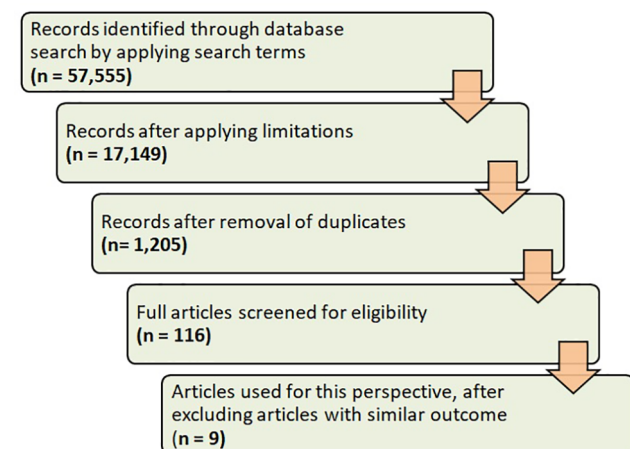 Records identified through database
search by applying search terms
(n = 57,555)
Records after applying limitations
(n = 17,149)
Records after removal of duplicates
(n= 1,205)
Full articles screened for eligibility
(n = 116)
Articles used for this perspective, after
excluding articles with similar outcome
(n = 9)